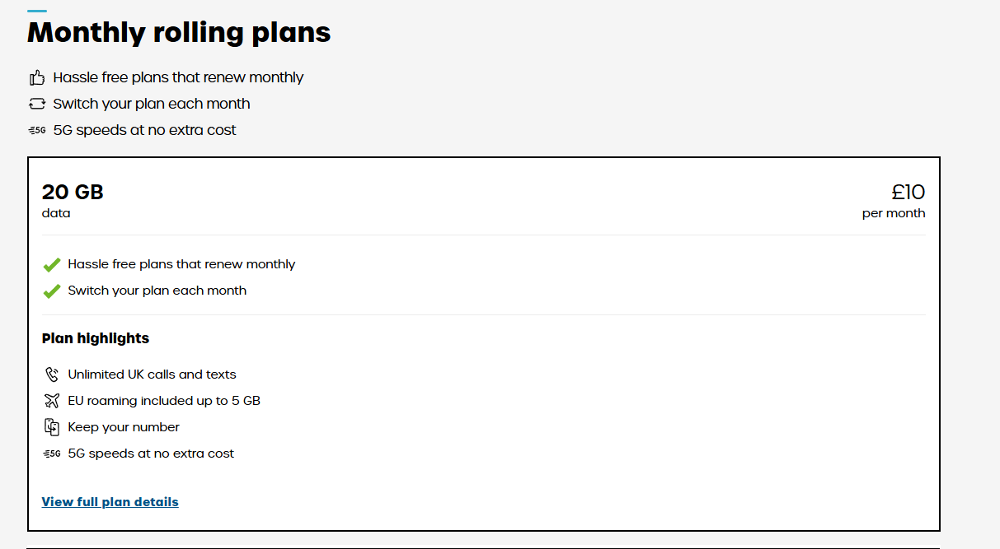 Monthly rolling plans
Hassle free plans that renew monthly
Switch your plan each month
5G 5G speeds at no extra cost
20 GB
£10
data
per month
Hassle free plans that renew monthly
Switch your plan each month
Plan highlights
Unlimited UK calls and texts
EU roaming included up to 5 GB
Keep your number
5G 5G speeds at no extra cost
View full plan details